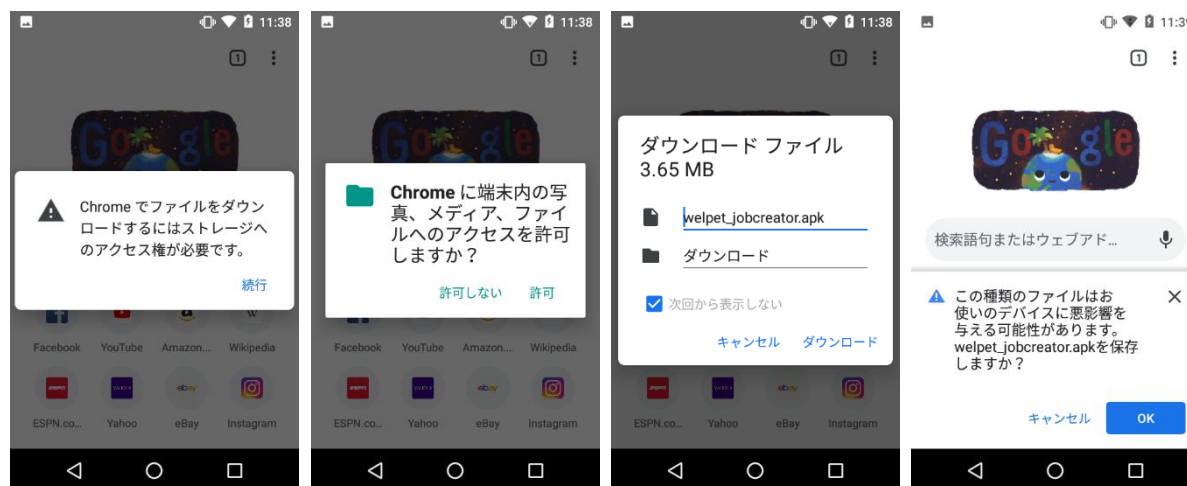 11:38
1
Google
Chrome でファイルをダウン
ロードするにはストレージへ
のアクセス権が必要です。
続行
Facebook YouTube Amazon.... Wikipedia
ESPN.co... Yahoo eBay Instagram
11:38
1
Google
Chrome に端末内の写
真、メディア、ファイ
ルへのアクセスを許可
しますか？
許可しない 許可
Facebook YouTube Amazon.... Wikipedia
ESPN.co... Yahoo eBay Instagram
11:38
1
ダウンロード ファイル
3.65 MB
welpet_jobcreator.apk
ダウンロード
次回から表示しない
キャンセル ダウンロード
ESPN.co... Yahoo eBay Instagram
1
Google
検索語句またはウェブアド...
この種類のファイルはお
使いのデバイスに悪影響を
与える可能性があります。
welpet_jobcreator.apkを保存
しますか？
キャンセル OK